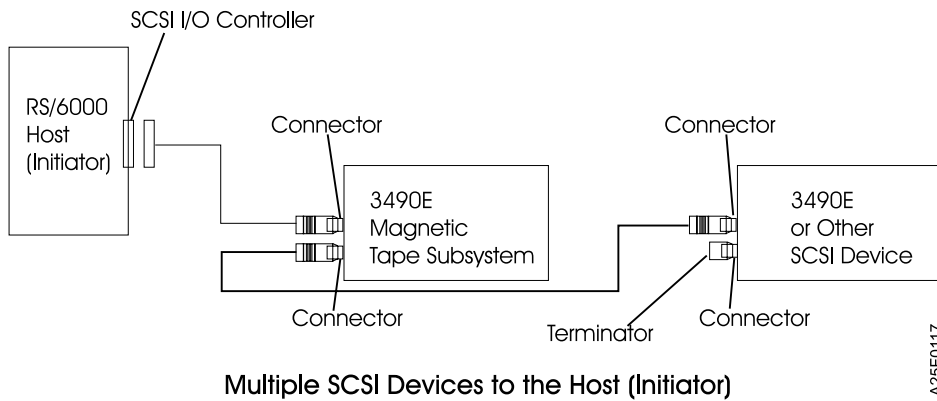 SCSI I/O Controller
RS/6000
Host
(Initiator)
Connector
Connector
3490E
Magnetic
Tape Subsystem
3490E
or Other
SCSI Device
Connector
Terminator
Connector
Multiple SCSI Devices to the Host (Initiator)